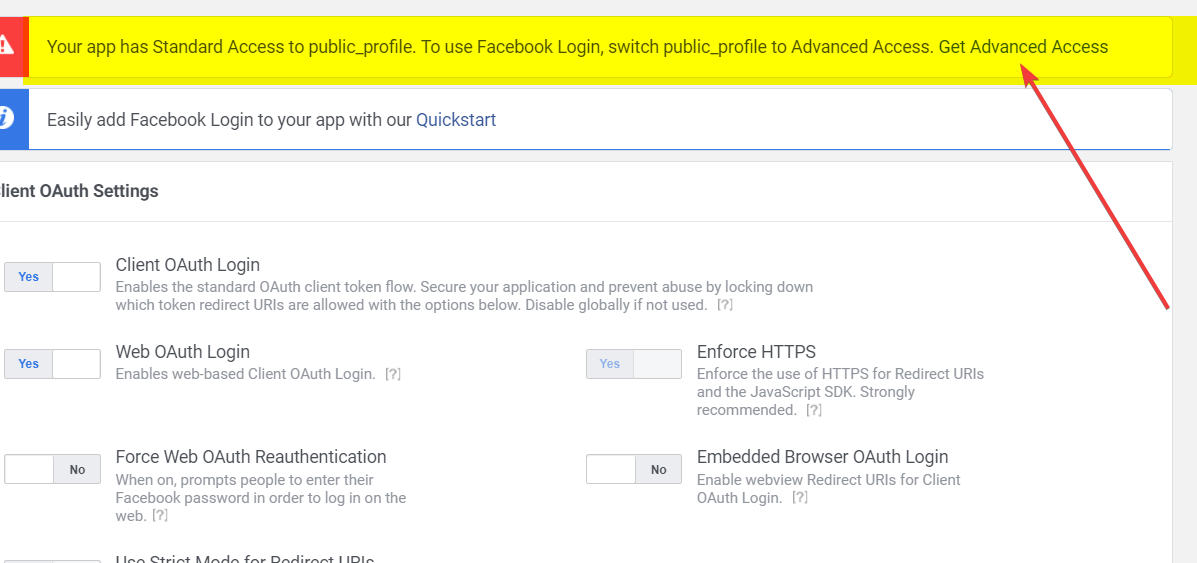 Your app has Standard Access to public_profile. To use Facebook Login, switch public_profile to Advanced Access. Get Advanced Access
Easily add Facebook Login to your app with our Quickstart
lient OAuth Settings
Yes
Client OAuth Login
Enables the standard OAuth client token flow. Secure your application and prevent abuse by locking down
which token redirect URIs are allowed with the options below. Disable globally if not used. [?]
Yes
Web OAuth Login
Enables web-based Client OAuth Login. [?]
Yes
Enforce HTTPS
Enforce the use of HTTPS for Redirect URIs
and the JavaScript SDK. Strongly
recommended. [?]
No
Force Web OAuth Reauthentication
When on, prompts people to enter their
Facebook password in order to log in on the
web. [?]
No
Embedded Browser OAuth Login
Enable webview Redirect URIs for Client
OAuth Login. [?]
Use Strict Mode for Redirect URIs